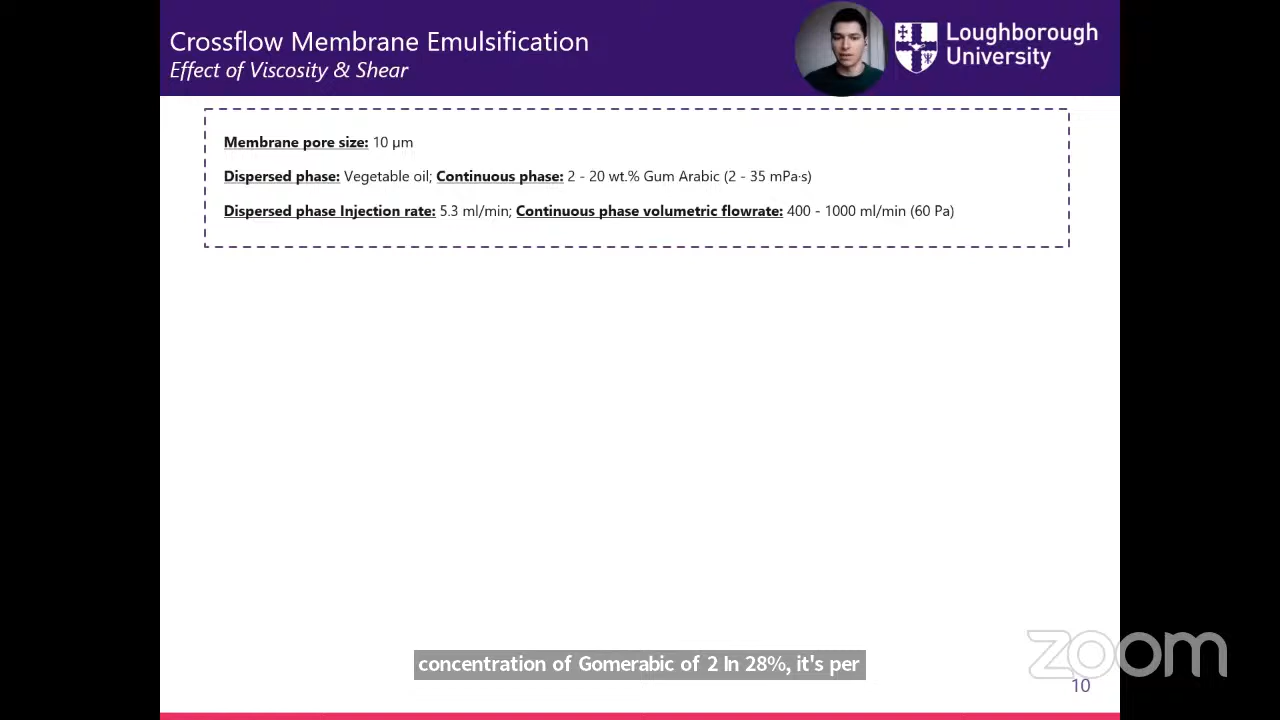 Crossflow Membrane Emulsification
Effect of Viscosity & Shear
Loughborough
University
Membrane pore size: 10 µm
Dispersed phase: Vegetable oil; Continuous phase: 2 - 20 wt.% Gum Arabic (2 - 35 mPa·s)
Dispersed phase Injection rate: 5.3 ml/min; Continuous phase volumetric flowrate: 400 - 1000 ml/min (60 Pa)
concentration of Gomerabic of 2 In 28%, it's per
zoom
10